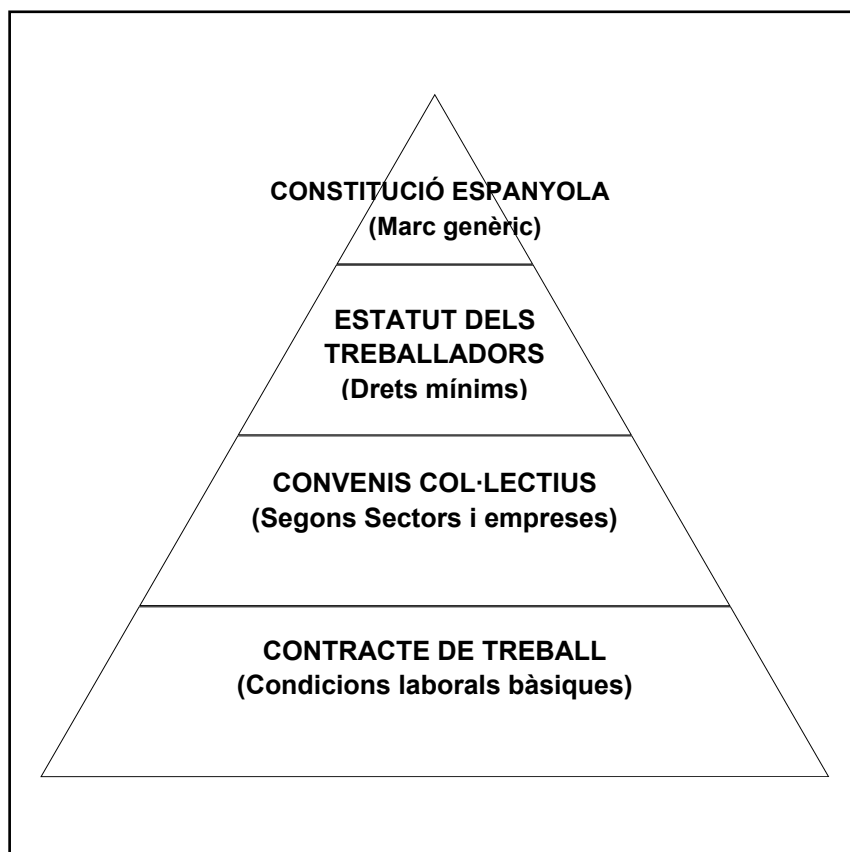 CONSTITUCIÓ ESPANYOLA
(Marc genèric)
ESTATUT DELS
TREBALLADORS
(Drets mínims)
CONVENIS COL·LECTIUS
(Segons Sectors i empreses)
CONTRACTE DE TREBALL
(Condicions laborals bàsiques)